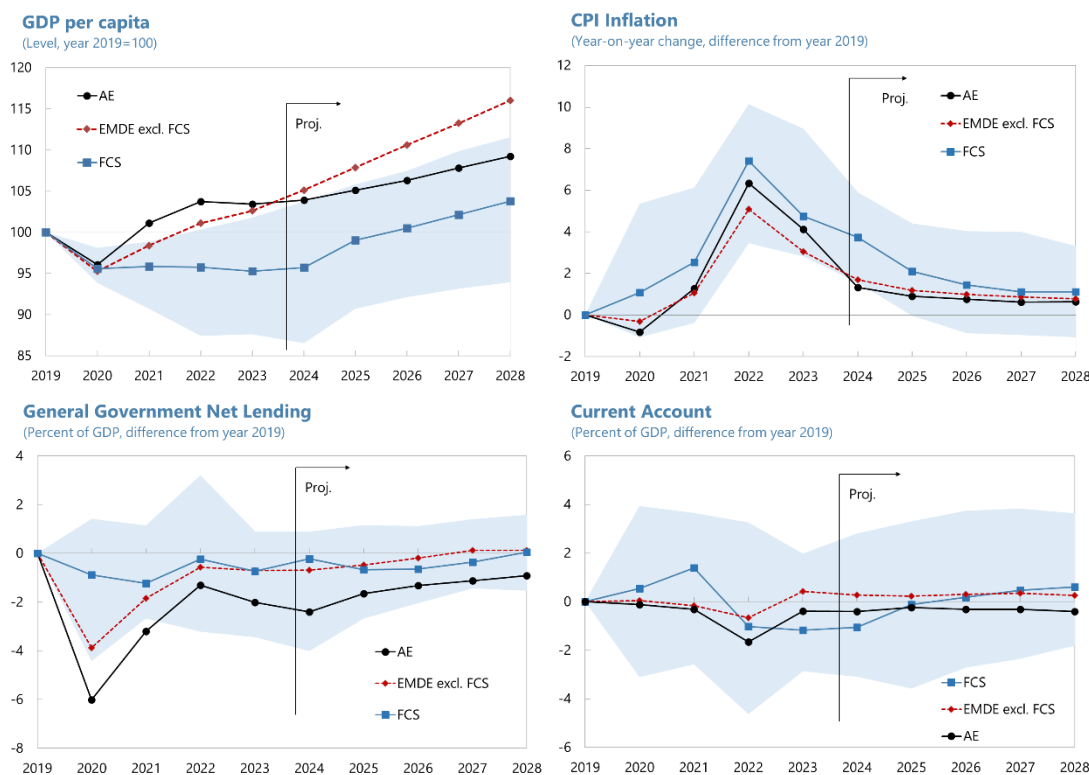 GDP per capita
(Level, year 2019=100)
120
115
110
105
100
95
90
85
AE
EMDE excl. FCS
FCS
Proj.
2019 2020 2021 2022 2023 2024 2025 2026 2027 2028
CPI Inflation
(Year-on-year change, difference from year 2019)
12
10
8
6
4
2
0
-2
AE
EMDE excl. FCS
FCS
Proj.
2019 2020 2021 2022 2023 2024 2025 2026 2027 2028
General Government Net Lending
(Percent of GDP, difference from year 2019)
4
2
0
-2
-4
-6
-8
Proj.
AE
EMDE excl. FCS
FCS
2019 2020 2021 2022 2023 2024 2025 2026 2027 2028
Current Account
(Percent of GDP, difference from year 2019)
6
4
2
0
-2
-4
-6
Proj.
FCS
EMDE excl. FCS
AE
2019 2020 2021 2022 2023 2024 2025 2026 2027 2028